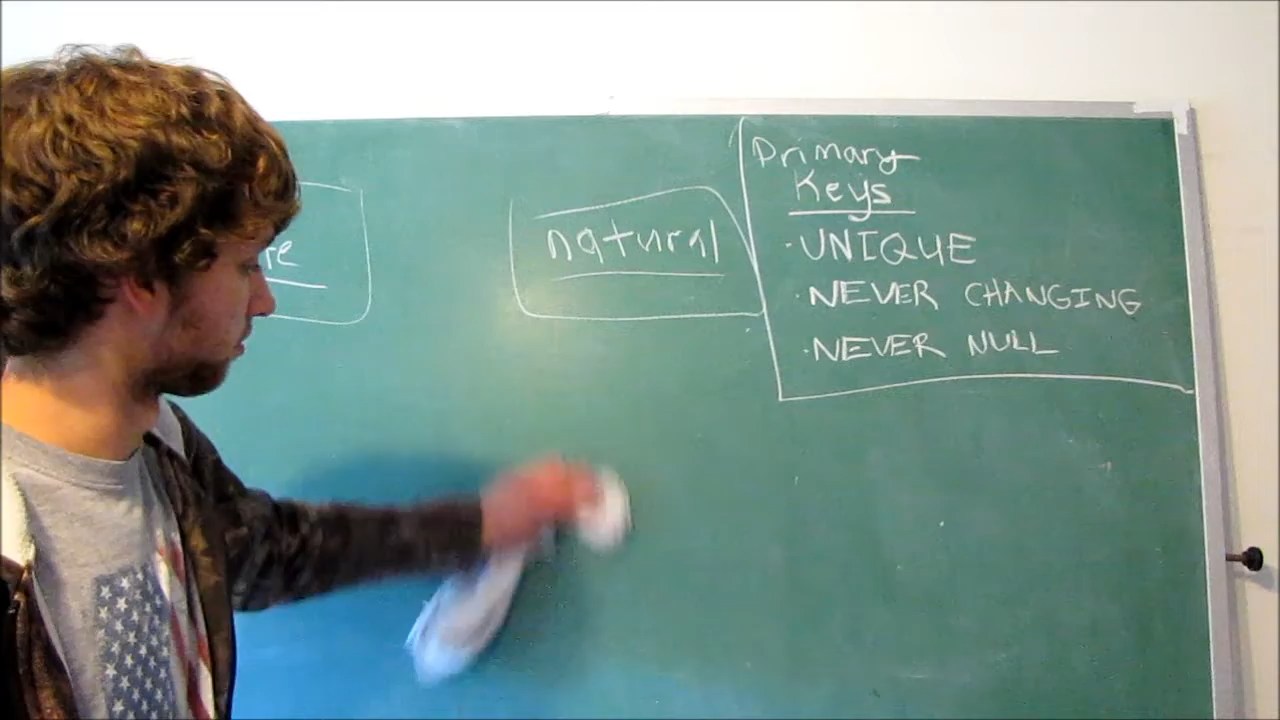 natural
Primary
Keys
· UNIQUE
· NEVER CHANGING
· NEVER NULL